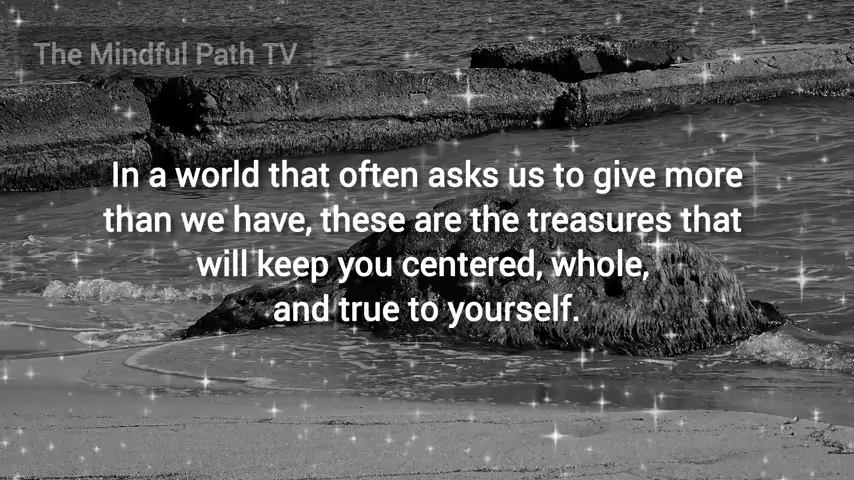 The Mindful Path TV
In a world that often asks us to give more
than we have, these are the treasures that
will keep you centered, whole,
and true to yourself.